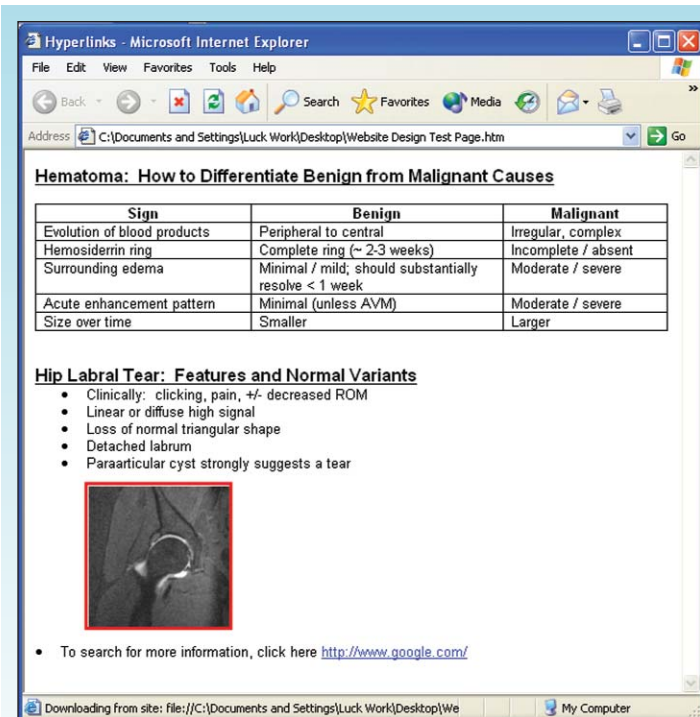 Hyperlinks - Microsoft Internet Explorer
File Edit View Favorites Tools Help
Back Search Favorites Media
Address C:\Documents and Settings\Luck Work\Desktop\Website Design Test Page.htm Go
Hematoma: How to Differentiate Benign from Malignant Causes
Sign Benign Malignant
Evolution of blood products Peripheral to central Irregular, complex
Hemosiderrin ring Complete ring (~ 2-3 weeks) Incomplete / absent
Surrounding edema Minimal / mild; should substantially Moderate / severe
resolve < 1 week
Acute enhancement pattern Minimal (unless AVM) Moderate / severe
Size over time Smaller Larger
Hip Labral Tear: Features and Normal Variants
• Clinically: clicking, pain, +/- decreased ROM
• Linear or diffuse high signal
• Loss of normal triangular shape
• Detached labrum
• Paraarticular cyst strongly suggests a tear
• To search for more information, click here http://www.google.com/
Downloading from site: file://C:\Documents and Settings\Luck Work\Desktop\We My Computer